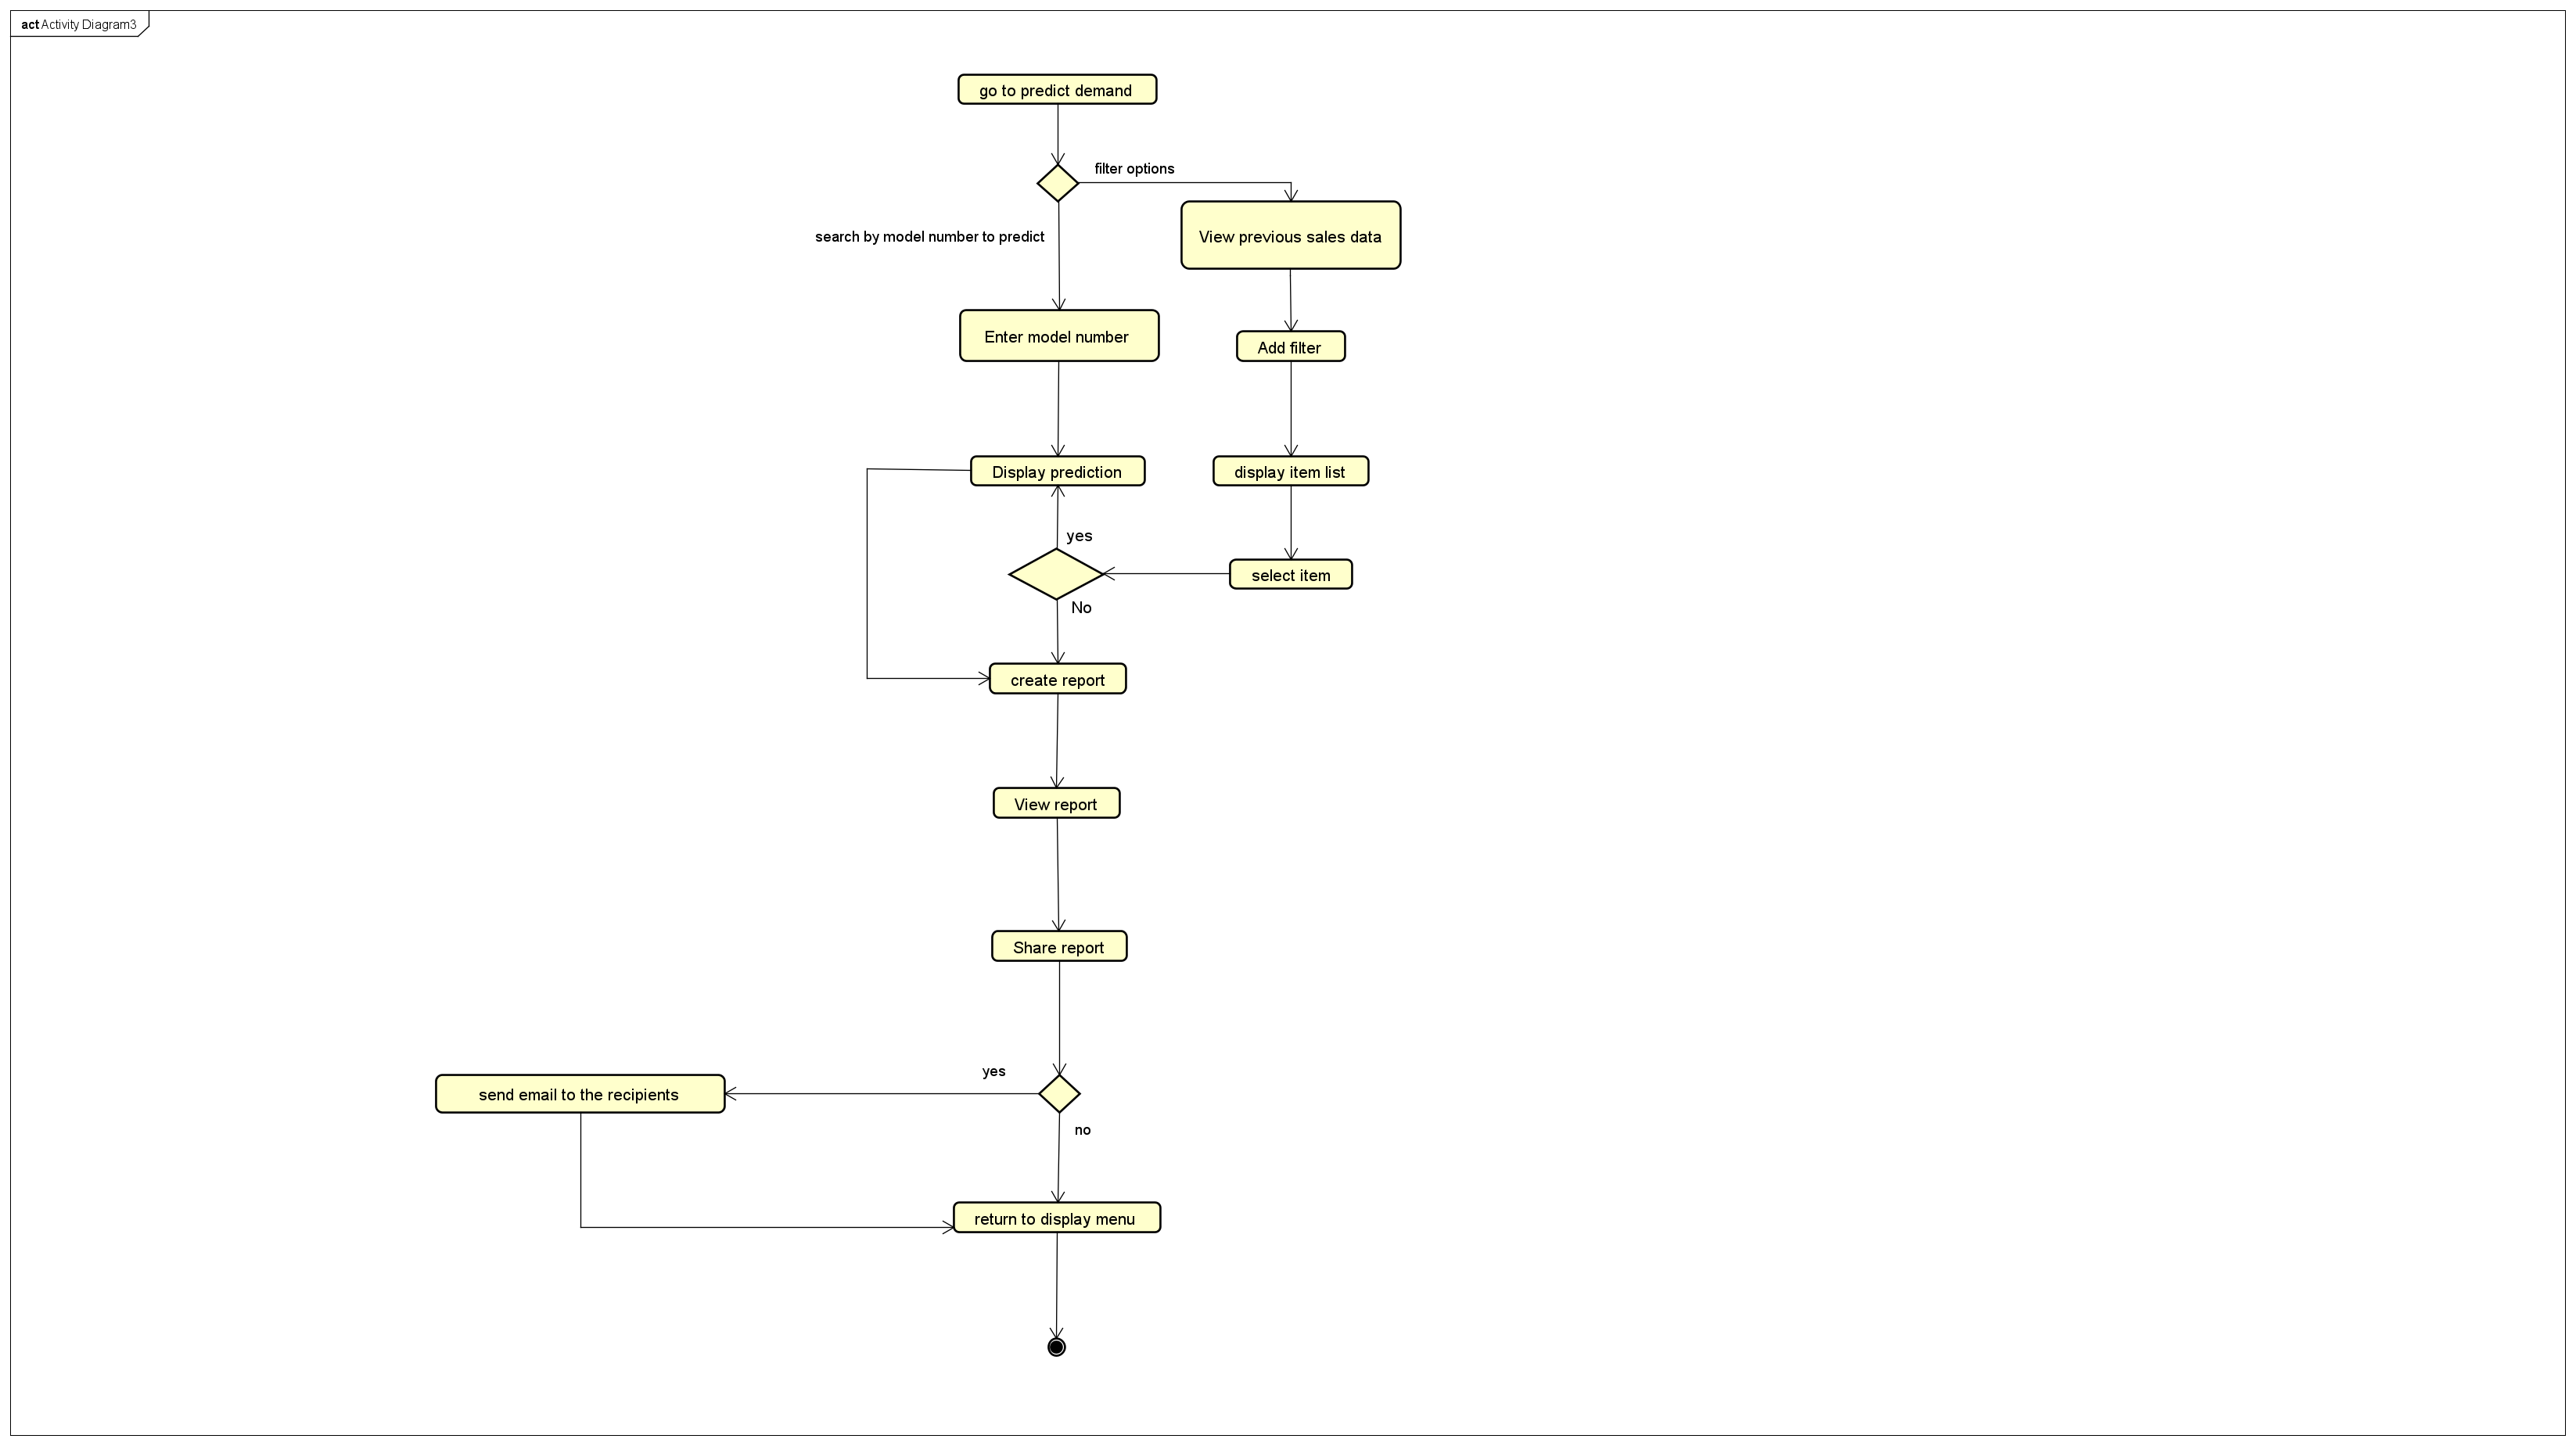 act Activity Diagram3
go to predict demand
filter options
search by model number to predict
View previous sales data
Enter model number
Add filter
Display prediction
display item list
yes
select item
No
create report
View report
Share report
yes
send email to the recipients
no
return to display menu